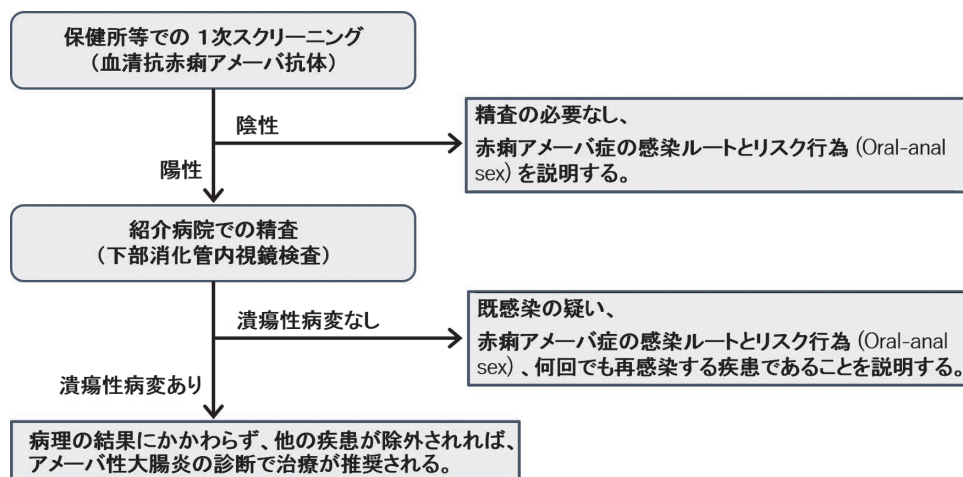 保健所等での 1次スクリーニング
（血清抗赤痢アメーバ抗体）
陰性
精査の必要なし、
赤痢アメーバ症の感染ルートとリスク行為 (Oral-anal
sex) を説明する。
陽性
紹介病院での精査
（下部消化管内視鏡検査）
潰瘍性病変なし
既感染の疑い、
赤痢アメーバ症の感染ルートとリスク行為 (Oral-anal
sex) 、何回でも再感染する疾患であることを説明する。
潰瘍性病変あり
病理の結果にかかわらず、他の疾患が除外されれば、
アメーバ性大腸炎の診断で治療が推奨される。